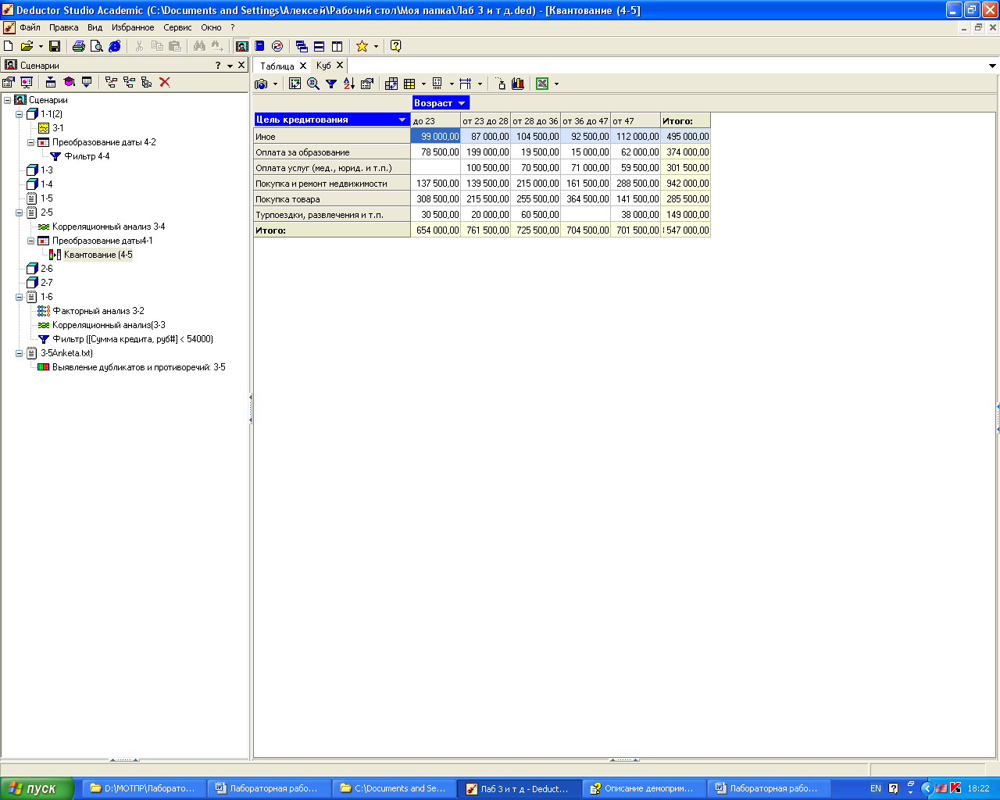 Deductor Studio Academic (C:\Documents and Settings\Алексей\Рабочий стол\Моя папка\Лаб 3 и т д.ded) - [Квантование (4-5]
Файл Правка Вид Избранное Сервис Окно ?
Сценарии ?
Таблица Куб
Сценарии
1-1(2)
3-1
Преобразование даты 4-2
Фильтр 4-4
1-3
1-4
1-5
2-5
Корреляционный анализ 3-4
Преобразование даты4-1
Квантование (4-5
2-6
2-7
1-6
Факторный анализ 3-2
Корреляционный анализ(3-3
Фильтр ([Сумма кредита, руб#] < 54000)
3-5Anketa.txt)
Выявление дубликатов и противоречий: 3-5
Возраст
Цель кредитования до 23 от 23 до 28 от 28 до 36 от 36 до 47 от 47 Итого:
Иное 99 000,00 87 000,00 104 500,00 92 500,00 112 000,00 495 000,00
Оплата за образование 78 500,00 199 000,00 19 500,00 15 000,00 62 000,00 374 000,00
Оплата услуг (мед., юрид. и т.п.) 100 500,00 70 500,00 71 000,00 59 500,00 301 500,00
Покупка и ремонт недвижимости 137 500,00 139 500,00 215 000,00 161 500,00 288 500,00 942 000,00
Покупка товара 308 500,00 215 500,00 255 500,00 364 500,00 141 500,00 285 500,00
Турпоездки, развлечения и т.п. 30 500,00 20 000,00 60 500,00 38 000,00 149 000,00
Итого: 654 000,00 761 500,00 725 500,00 704 500,00 701 500,00 547 000,00
пуск D:\МОТПР\Лаборато... Лабораторная рабо... C:\Documents and Se... Лаб 3 и т д - Deduct... Описание демоприм... Лабораторная рабо... EN 18:22